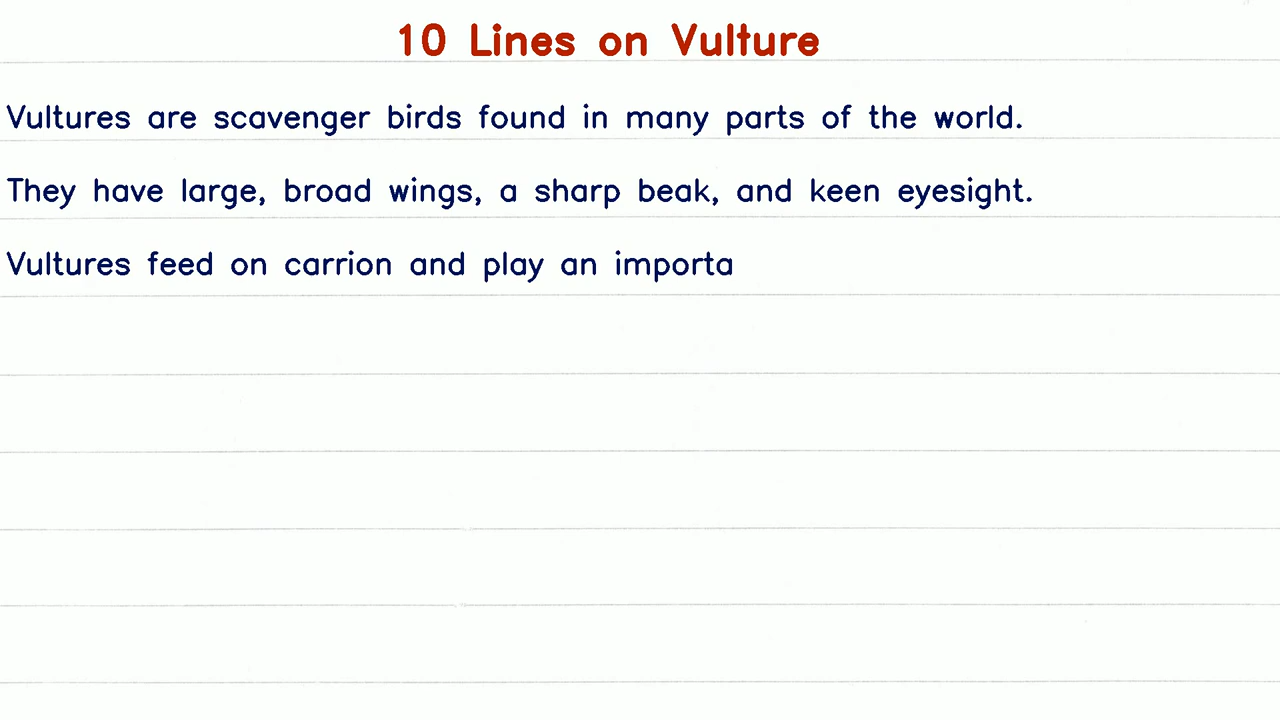 10 Lines on Vulture
Vultures are scavenger birds found in many parts of the world.
They have large, broad wings, a sharp beak, and keen eyesight.
Vultures feed on carrion and play an importa